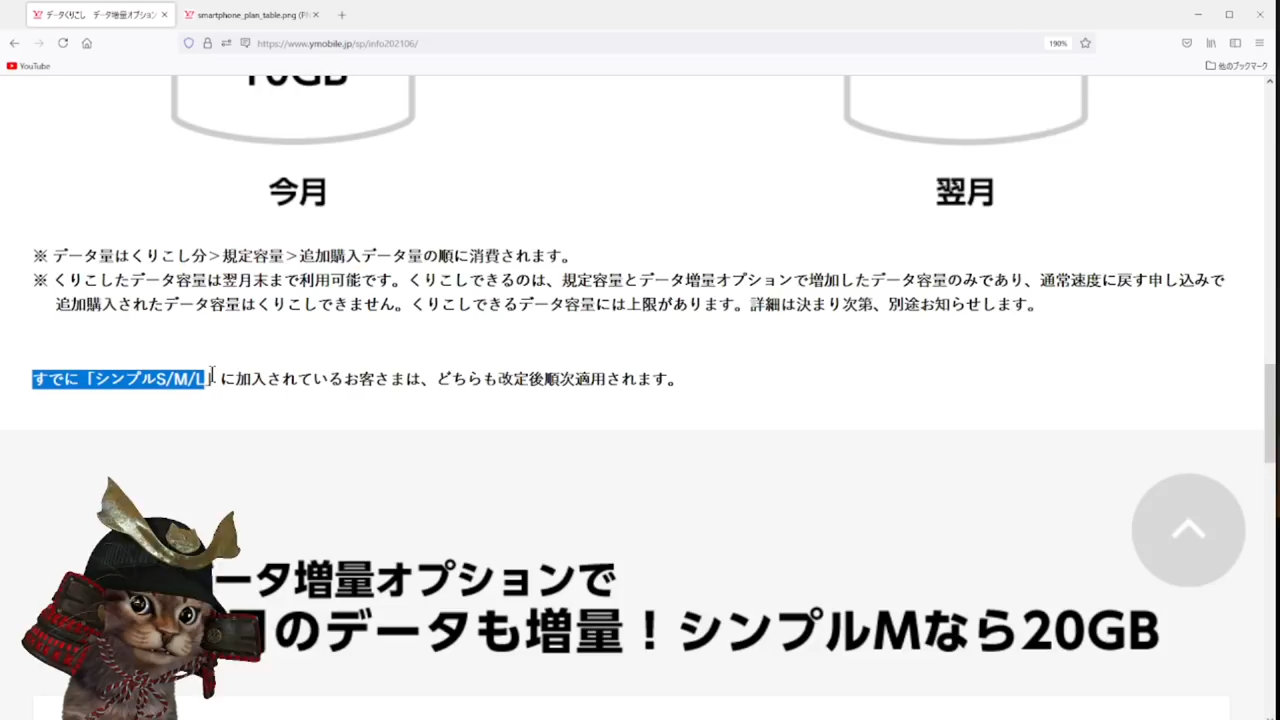 データくりこし　データ増量オプション
smartphone_plan_table.png (PN
https://www.ymobile.jp/sp/info202106/
190%
YouTube
他のブックマーク
10GB
今月
翌月
※ データ量はくりこし分＞規定容量＞追加購入データ量の順に消費されます。
※ くりこしたデータ容量は翌月末まで利用可能です。くりこしできるのは、規定容量とデータ増量オプションで増加したデータ容量のみであり、通常速度に戻す申し込みで
追加購入されたデータ容量はくりこしできません。くりこしできるデータ容量には上限があります。詳細は決まり次第、別途お知らせします。
すでに「シンプルS/M/L」に加入されているお客さまは、どちらも改定後順次適用されます。
ータ増量オプションで
のデータも増量！シンプルMなら20GB